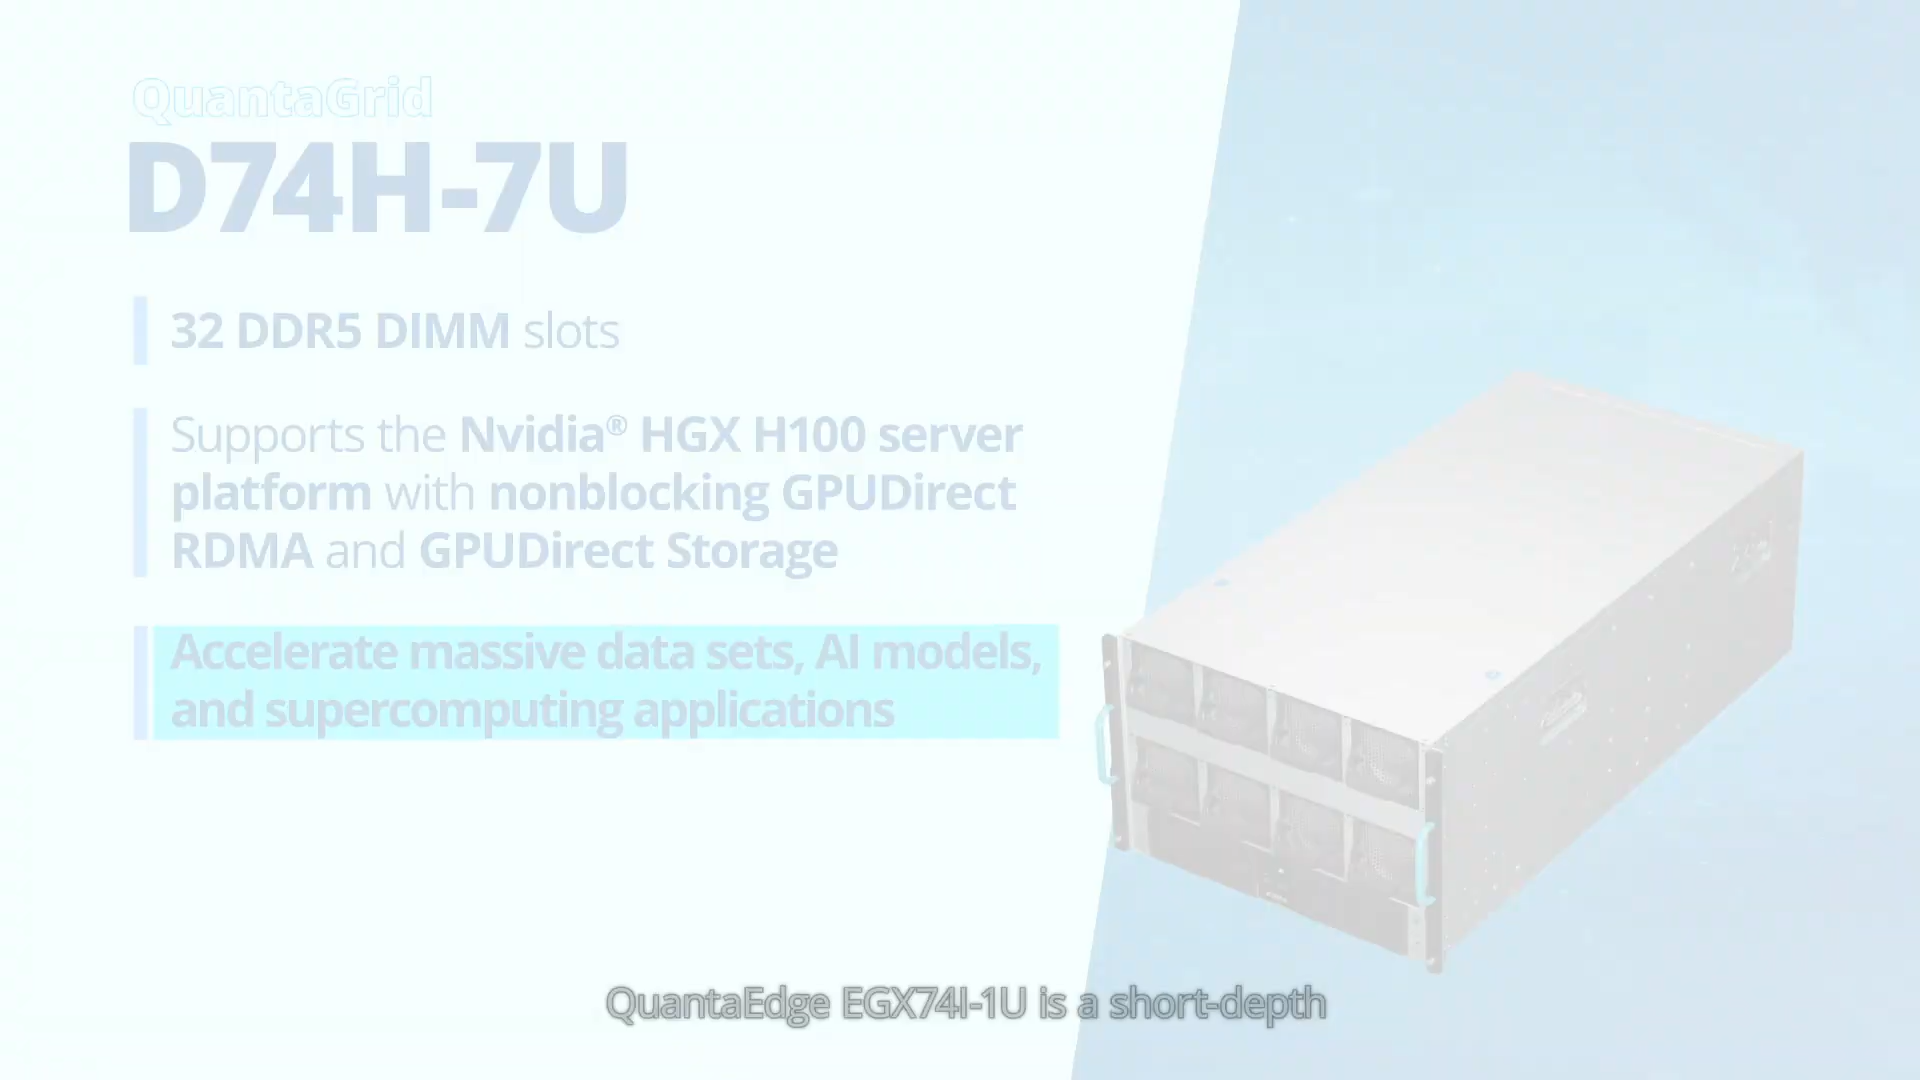 QuantaGrid
D74H-7U
32 DDR5 DIMM slots
Supports the Nvidia® HGX H100 server
platform with nonblocking GPUDirect
RDMA and GPUDirect Storage
Accelerate massive data sets, AI models,
and supercomputing applications
QuantaEdge EGX74I-1U is a short-depth